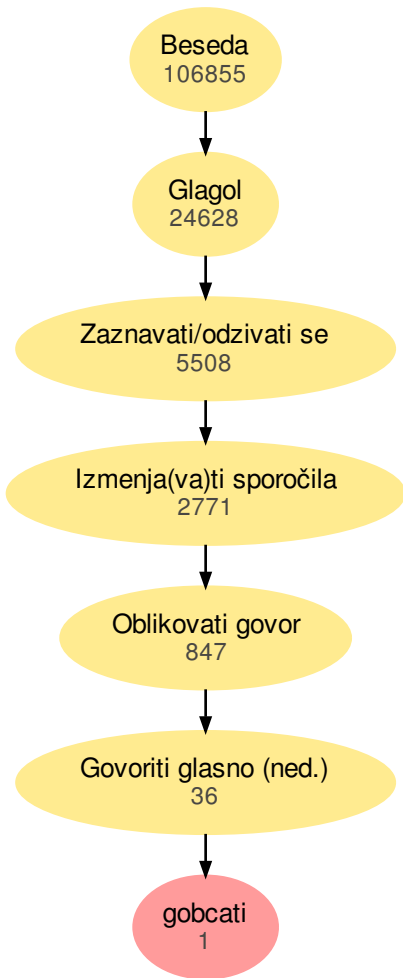 Beseda
106855
Glagol
24628
Zaznavati/odzivati se
5508
Izmenja(va)ti sporočila
2771
Oblikovati govor
847
Govoriti glasno (ned.)
36
gobcati
1